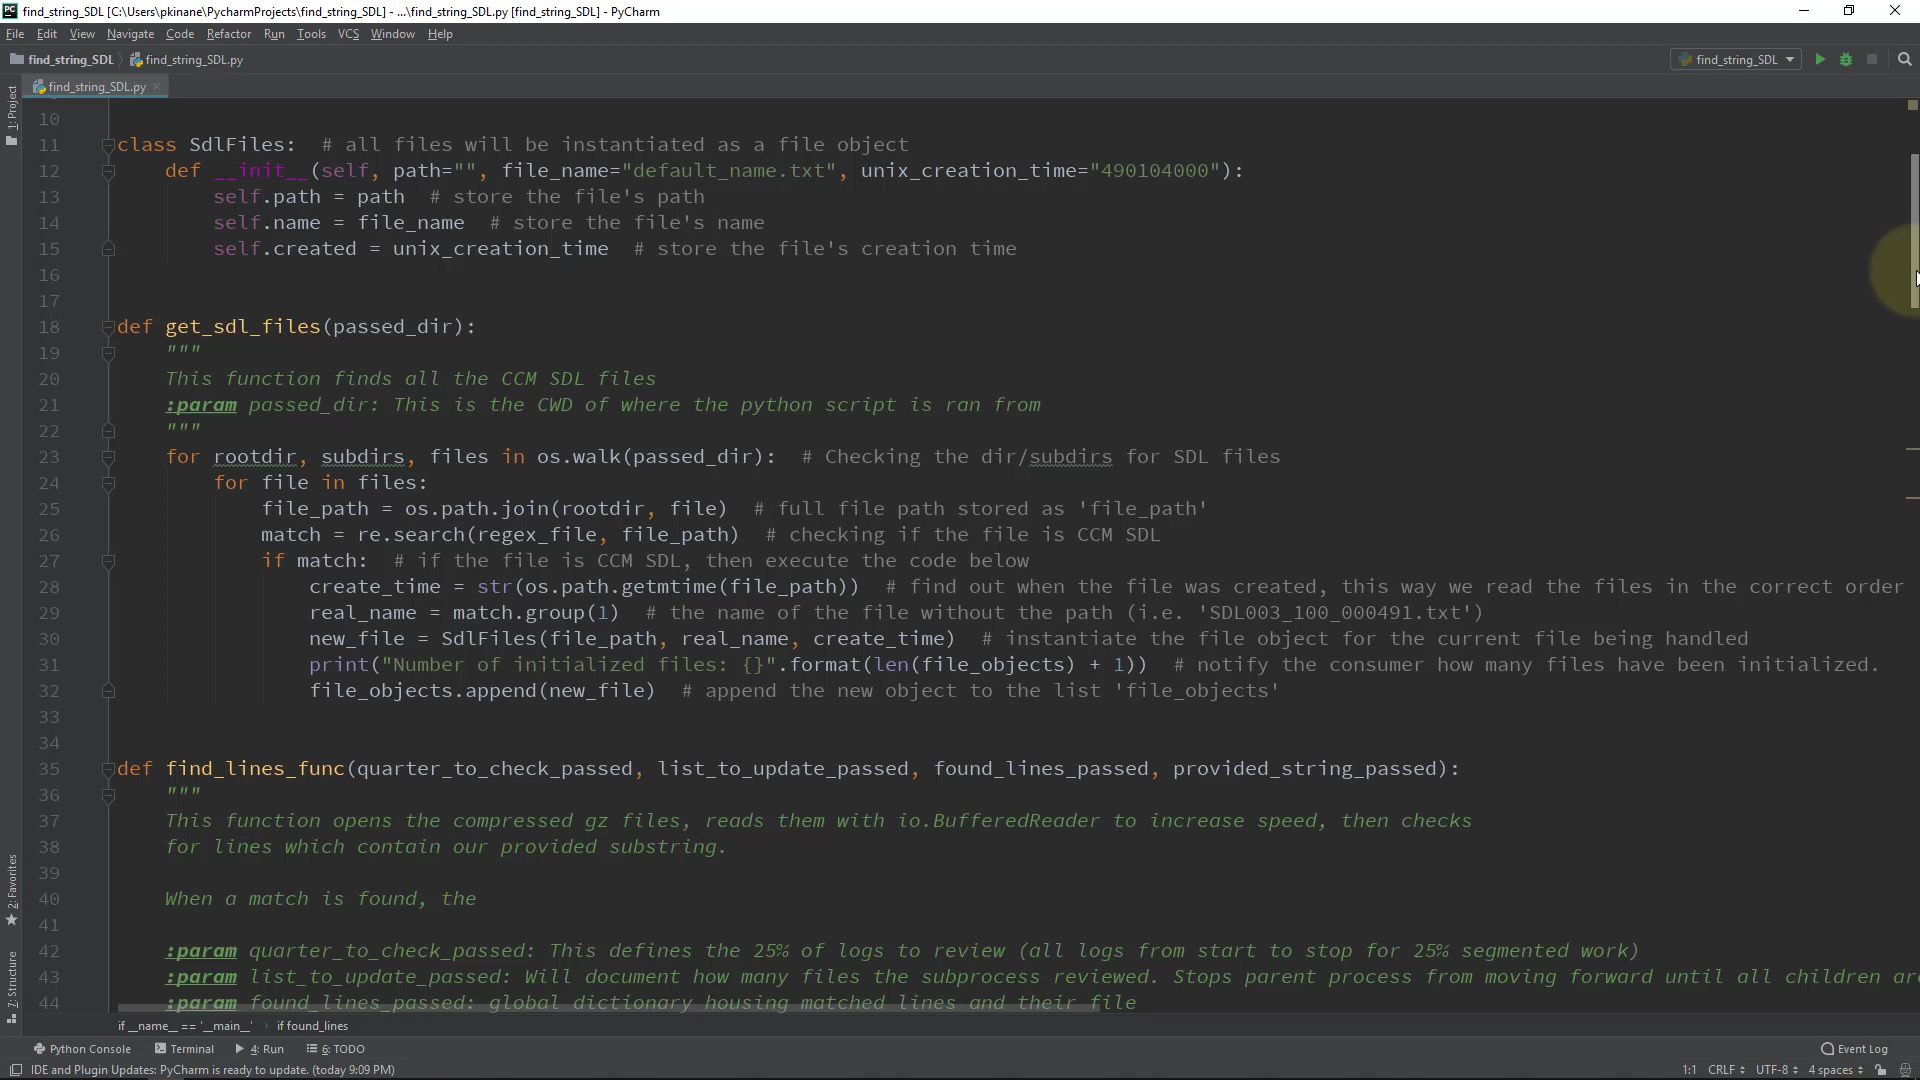 find_string_SDL [C:\Users\pkinane\PycharmProjects\find_string_SDL] - ...\find_string_SDL.py [find_string_SDL] - PyCharm
File Edit View Navigate Code Refactor Run Tools VCS Window Help
find_string_SDL find_string_SDL.py find_string_SDL
find_string_SDL.py
1: Project
10
11 class SdlFiles:  # all files will be instantiated as a file object
12     def __init__(self, path="", file_name="default_name.txt", unix_creation_time="490104000"):
13         self.path = path  # store the file's path
14         self.name = file_name  # store the file's name
15         self.created = unix_creation_time  # store the file's creation time
16
17
18 def get_sdl_files(passed_dir):
19     """
20     This function finds all the CCM SDL files
21     :param passed_dir: This is the CWD of where the python script is ran from
22     """
23     for rootdir, subdirs, files in os.walk(passed_dir):  # Checking the dir/subdirs for SDL files
24         for file in files:
25             file_path = os.path.join(rootdir, file)  # full file path stored as 'file_path'
26             match = re.search(regex_file, file_path)  # checking if the file is CCM SDL
27             if match:  # if the file is CCM SDL, then execute the code below
28                 create_time = str(os.path.getmtime(file_path))  # find out when the file was created, this way we read the files in the correct order
29                 real_name = match.group(1)  # the name of the file without the path (i.e. 'SDL003_100_000491.txt')
30                 new_file = SdlFiles(file_path, real_name, create_time)  # instantiate the file object for the current file being handled
31                 print("Number of initialized files: {}".format(len(file_objects) + 1))  # notify the consumer how many files have been initialized.
32                 file_objects.append(new_file)  # append the new object to the list 'file_objects'
33
34
35 def find_lines_func(quarter_to_check_passed, list_to_update_passed, found_lines_passed, provided_string_passed):
36     """
37     This function opens the compressed gz files, reads them with io.BufferedReader to increase speed, then checks
38     for lines which contain our provided substring.
39
40     When a match is found, the
41
42     :param quarter_to_check_passed: This defines the 25% of logs to review (all logs from start to stop for 25% segmented work)
43     :param list_to_update_passed: Will document how many files the subprocess reviewed. Stops parent process from moving forward until all children ar
44     :param found_lines_passed: global dictionary housing matched lines and their file
2: Favorites
7: Structure
if __name__ == '__main__' if found_lines
Python Console Terminal 4: Run 6: TODO Event Log
IDE and Plugin Updates: PyCharm is ready to update. (today 9:09 PM) 1:1 CRLF UTF-8 4 spaces